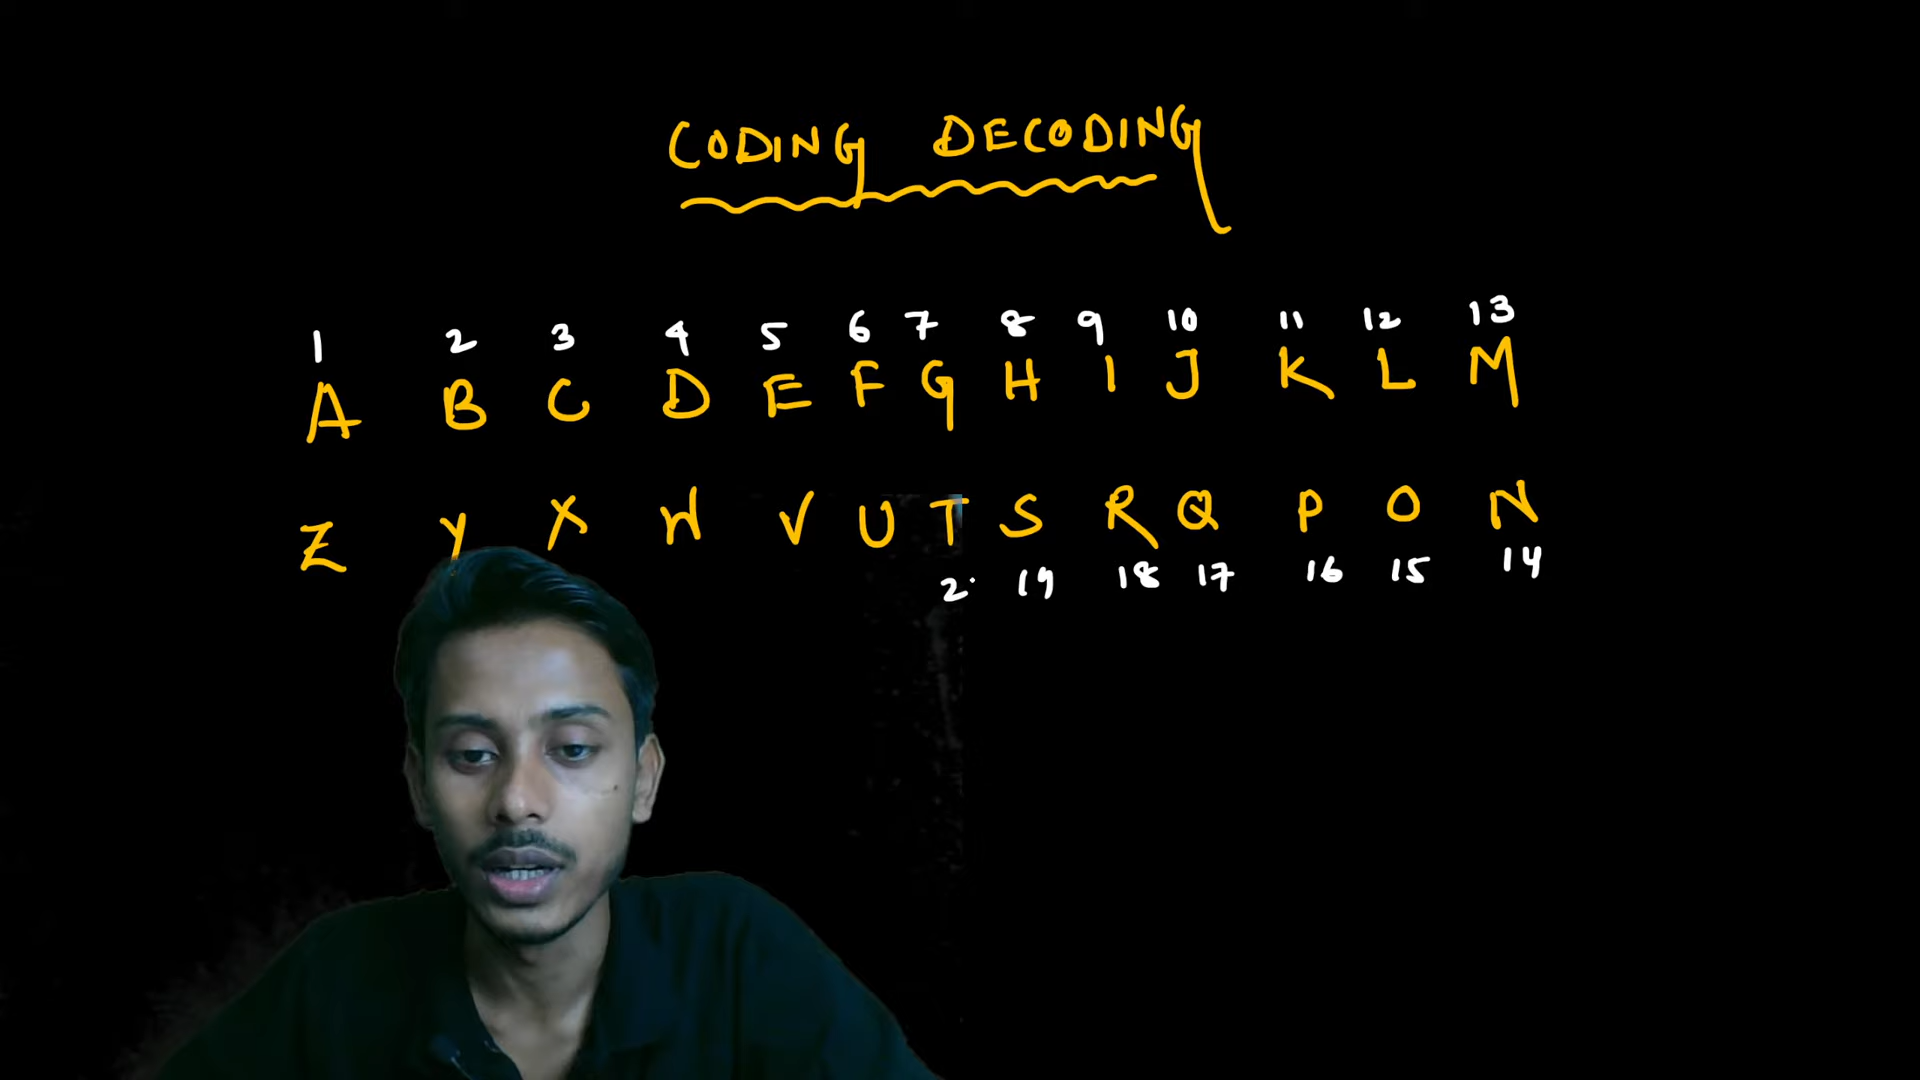 CODING DECODING
1 2 3 4 5 6 7 8 9 10 11 12 13
A B C D E F G H I J K L M
Z Y X W V U T S R Q P O N
2 19 18 17 16 15 14